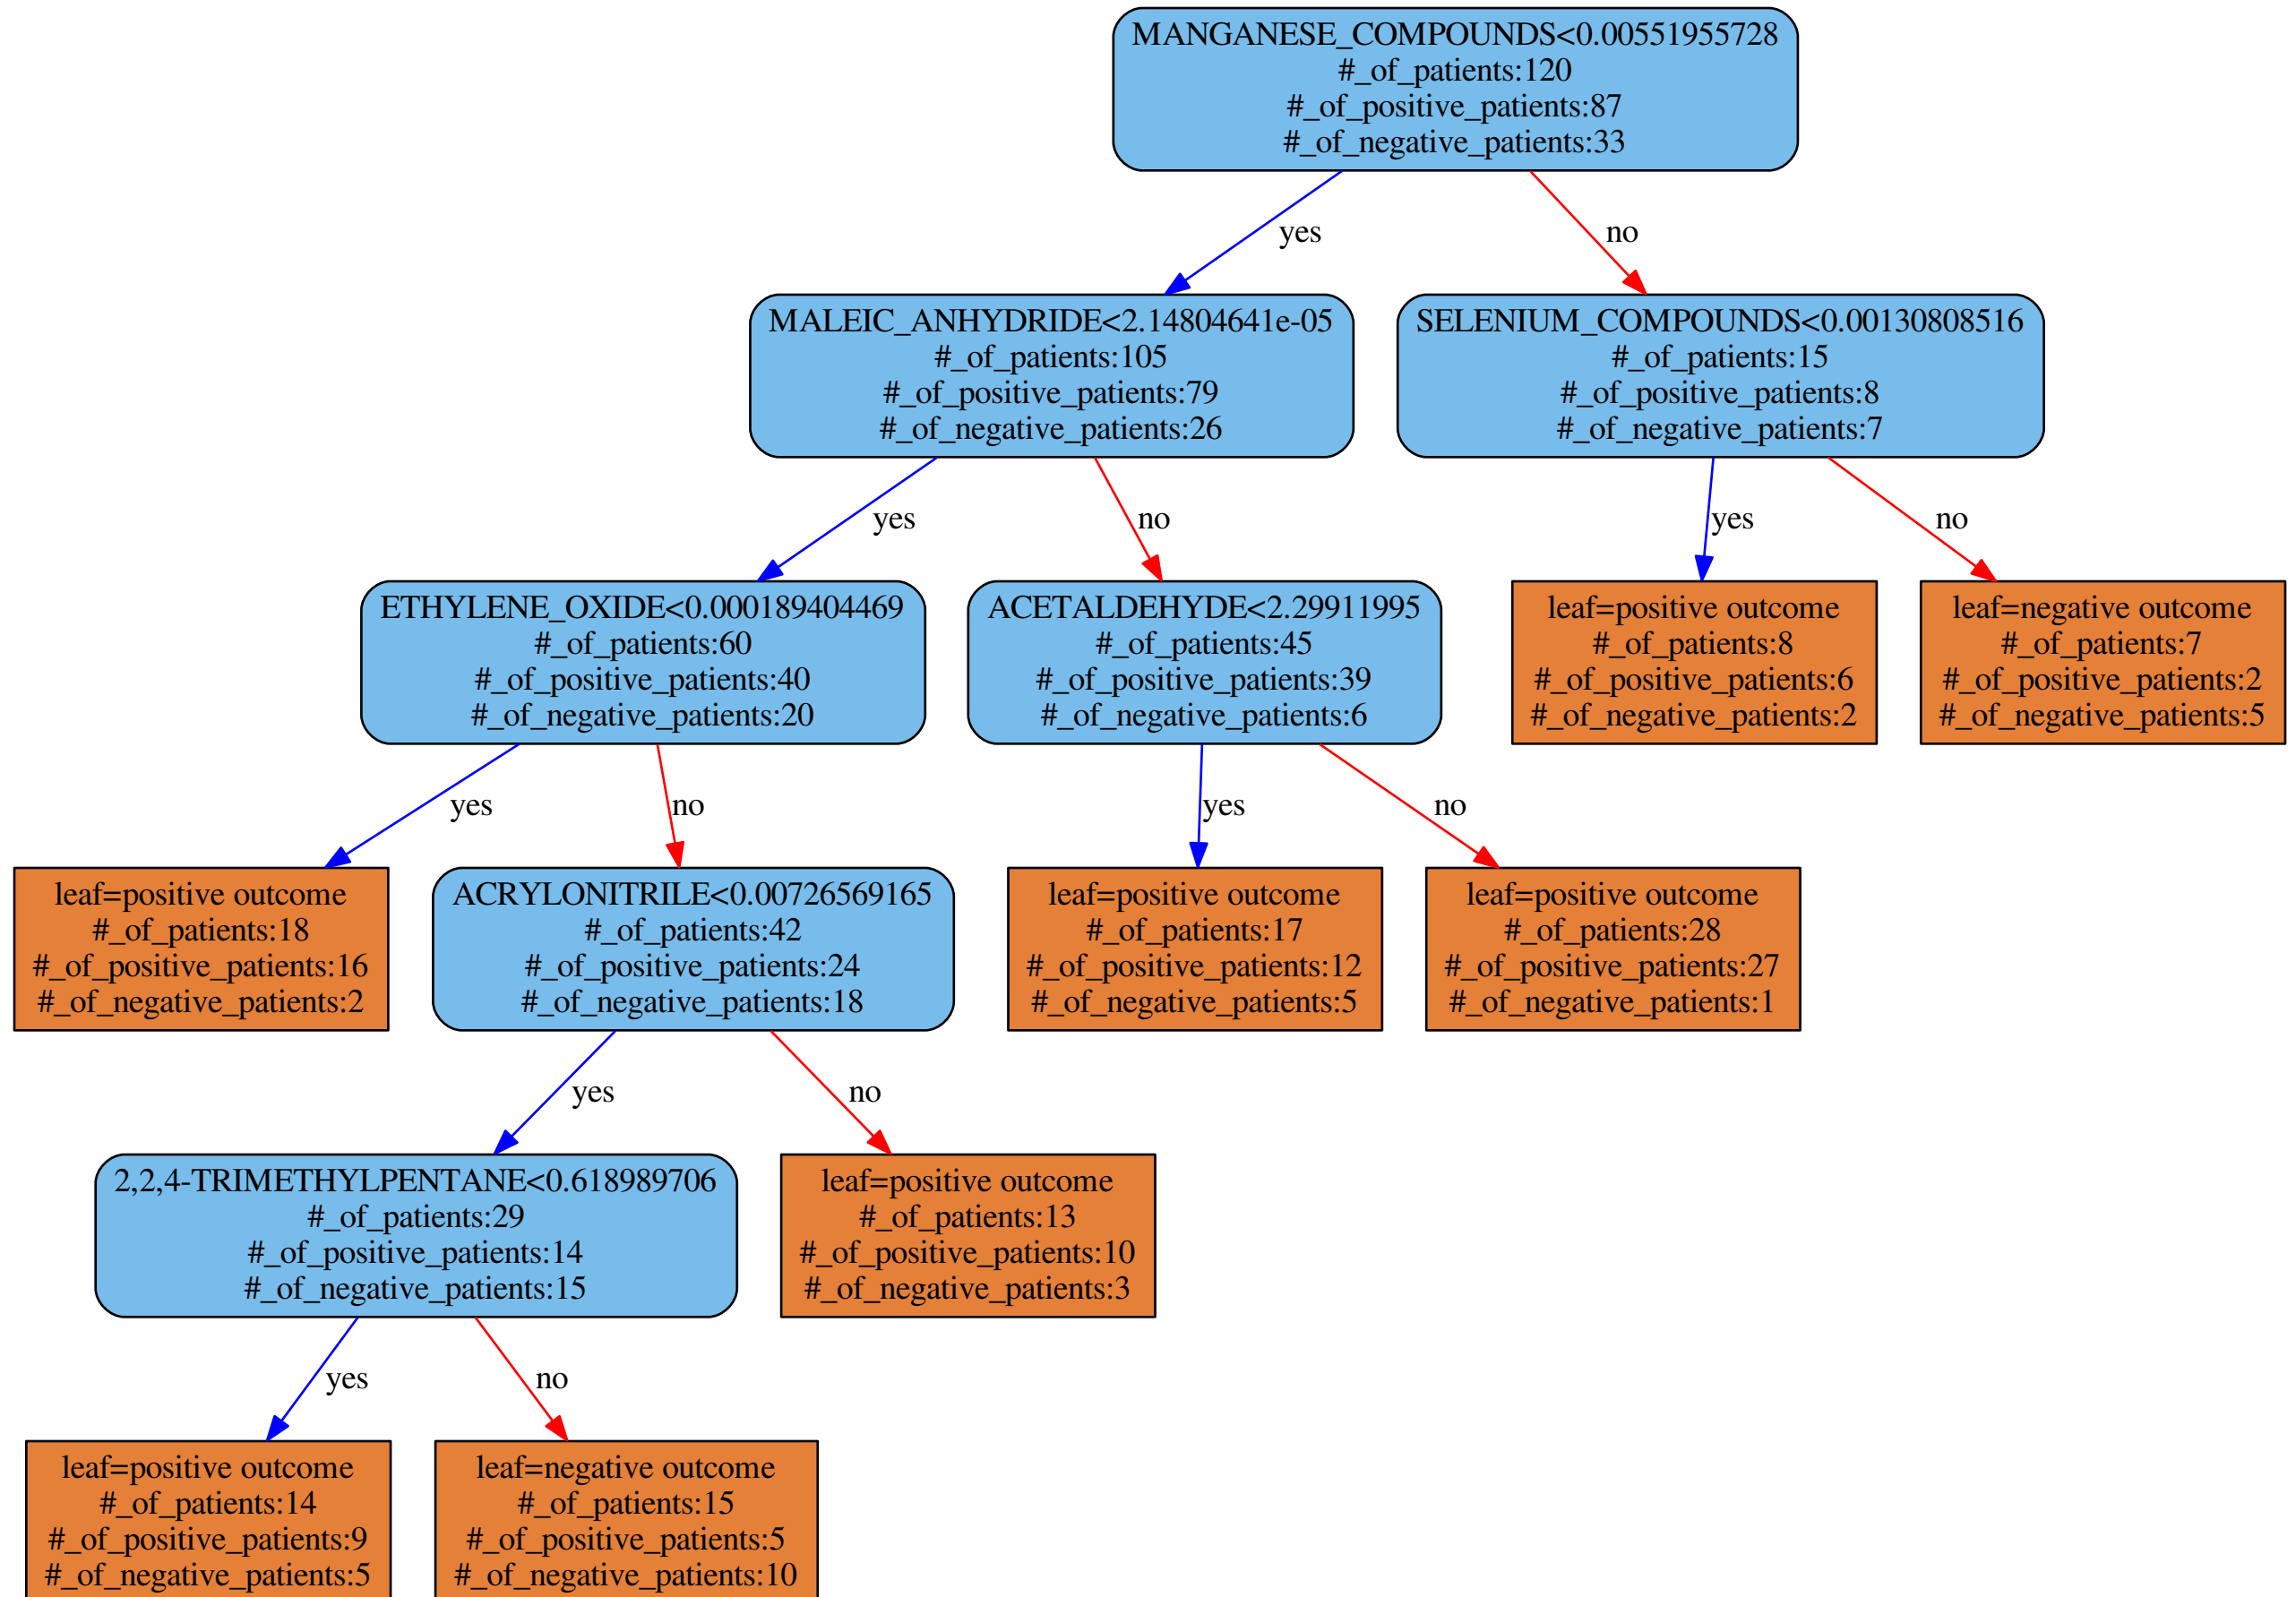 MANGANESE_COMPOUNDS<0.00551955728
#_of_patients:120
#_of_positive_patients:87
#_of_negative_patients:33
yes
no
MALEIC_ANHYDRIDE<2.14804641e-05
#_of_patients:105
#_of_positive_patients:79
#_of_negative_patients:26
SELENIUM_COMPOUNDS<0.00130808516
#_of_patients:15
#_of_positive_patients:8
#_of_negative_patients:7
yes
no
yes
no
ETHYLENE_OXIDE<0.000189404469
#_of_patients:60
#_of_positive_patients:40
#_of_negative_patients:20
ACETALDEHYDE<2.29911995
#_of_patients:45
#_of_positive_patients:39
#_of_negative_patients:6
leaf=positive outcome
#_of_patients:8
#_of_positive_patients:6
#_of_negative_patients:2
leaf=negative outcome
#_of_patients:7
#_of_positive_patients:2
#_of_negative_patients:5
yes
no
yes
no
leaf=positive outcome
#_of_patients:18
#_of_positive_patients:16
#_of_negative_patients:2
ACRYLONITRILE<0.00726569165
#_of_patients:42
#_of_positive_patients:24
#_of_negative_patients:18
leaf=positive outcome
#_of_patients:17
#_of_positive_patients:12
#_of_negative_patients:5
leaf=positive outcome
#_of_patients:28
#_of_positive_patients:27
#_of_negative_patients:1
yes
no
2,2,4-TRIMETHYLPENTANE<0.618989706
#_of_patients:29
#_of_positive_patients:14
#_of_negative_patients:15
leaf=positive outcome
#_of_patients:13
#_of_positive_patients:10
#_of_negative_patients:3
yes
no
leaf=positive outcome
#_of_patients:14
#_of_positive_patients:9
#_of_negative_patients:5
leaf=negative outcome
#_of_patients:15
#_of_positive_patients:5
#_of_negative_patients:10